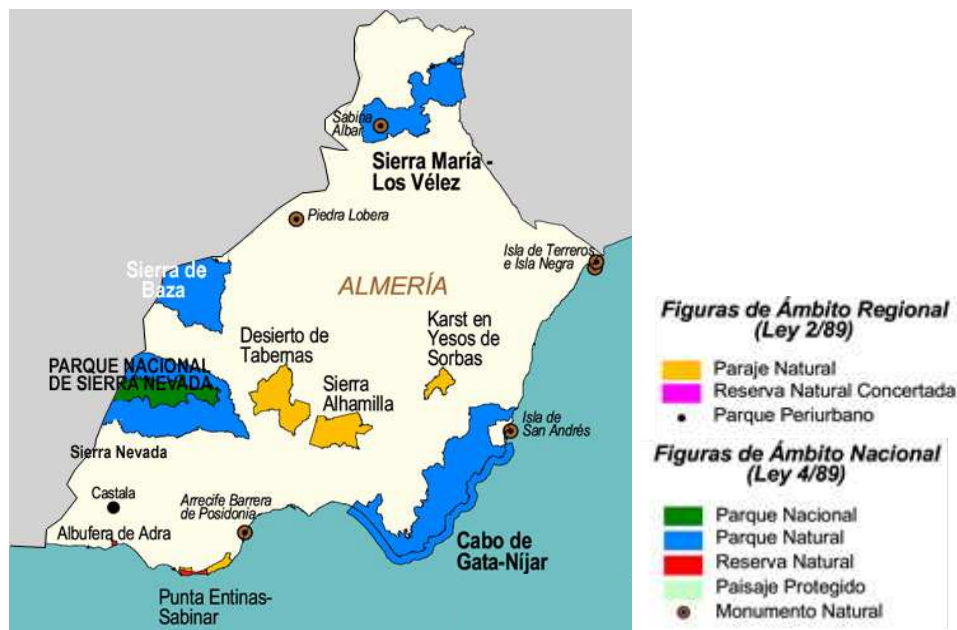 Sabina
Albar
Sierra María -
Los Vélez
Piedra Lobera
Isla de Terreros
e Isla Negra
Sierra de
Baza
ALMERÍA
Karst en
Yesos de
Sorbas
Desierto de
Tabernas
PARQUE NACIONAL
DE SIERRA NEVADA
Sierra
Alhamilla
Isla de
San Andrés
Sierra Nevada
Castala
Arrecife Barrera
de Posidonia
Albufera de Adra
Cabo de
Gata-Níjar
Punta Entinas-
Sabinar
Figuras de Ámbito Regional
(Ley 2/89)
Paraje Natural
Reserva Natural Concertada
Parque Periurbano
Figuras de Ámbito Nacional
(Ley 4/89)
Parque Nacional
Parque Natural
Reserva Natural
Paisaje Protegido
Monumento Natural